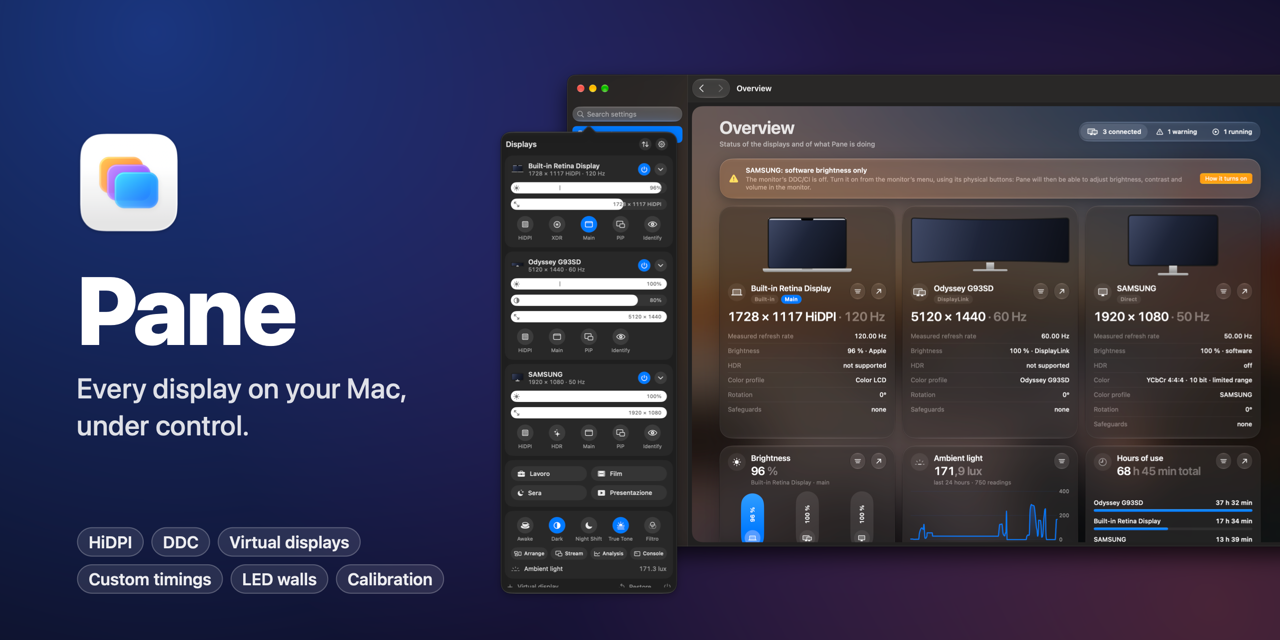 Pane
Every display on your Mac,
under control.
HiDPI
DDC
Virtual displays
Custom timings
LED walls
Calibration
Search settings
Displays
Built-in Retina Display
1728 × 1117 HiDPI · 120 Hz
96%
1728 × 1117 HiDPI
HiDPI
XDR
Main
PiP
Identify
Odyssey G93SD
5120 × 1440 · 60 Hz
100%
80%
5120 × 1440
HiDPI
Main
PiP
Identify
SAMSUNG
1920 × 1080 · 50 Hz
100%
1920 × 1080
HiDPI
HDR
Main
PiP
Identify
Lavoro
Film
Sera
Presentazione
Awake
Dark
Night Shift
True Tone
Filtro
Arrange
Stream
Analysis
Console
Ambient light
171.3 lux
Virtual display
Restore
Overview
Overview
Status of the displays and of what Pane is doing
3 connected
1 warning
1 running
SAMSUNG: software brightness only
The monitor's DDC/CI is off. Turn it on from the monitor's menu, using its physical buttons: Pane will then be able to adjust brightness, contrast and
volume in the monitor.
How it turns on
Built-in Retina Display
Built-in
Main
1728 × 1117 HiDPI · 120 Hz
Measured refresh rate 120.00 Hz
Brightness 96 % · Apple
HDR not supported
Color profile Color LCD
Rotation 0°
Safeguards none
Odyssey G93SD
DisplayLink
5120 × 1440 · 60 Hz
Measured refresh rate 60.00 Hz
Brightness 100 % · DisplayLink
HDR not supported
Color profile Odyssey G93SD
Rotation 0°
Safeguards none
SAMSUNG
Direct
1920 × 1080 · 50 Hz
Measured refresh rate 50.00 Hz
Brightness 100 % · software
HDR off
Color YCbCr 4:4:4 · 10 bit · limited range
Color profile SAMSUNG
Rotation 0°
Safeguards none
Brightness
96 %
Built-in Retina Display · main
96 %
100 %
100 %
Ambient light
171,9 lux
last 24 hours · 750 readings
400
200
0
Hours of use
68 h 45 min total
Odyssey G93SD 37 h 32 min
Built-in Retina Display 17 h 34 min
SAMSUNG 13 h 39 min